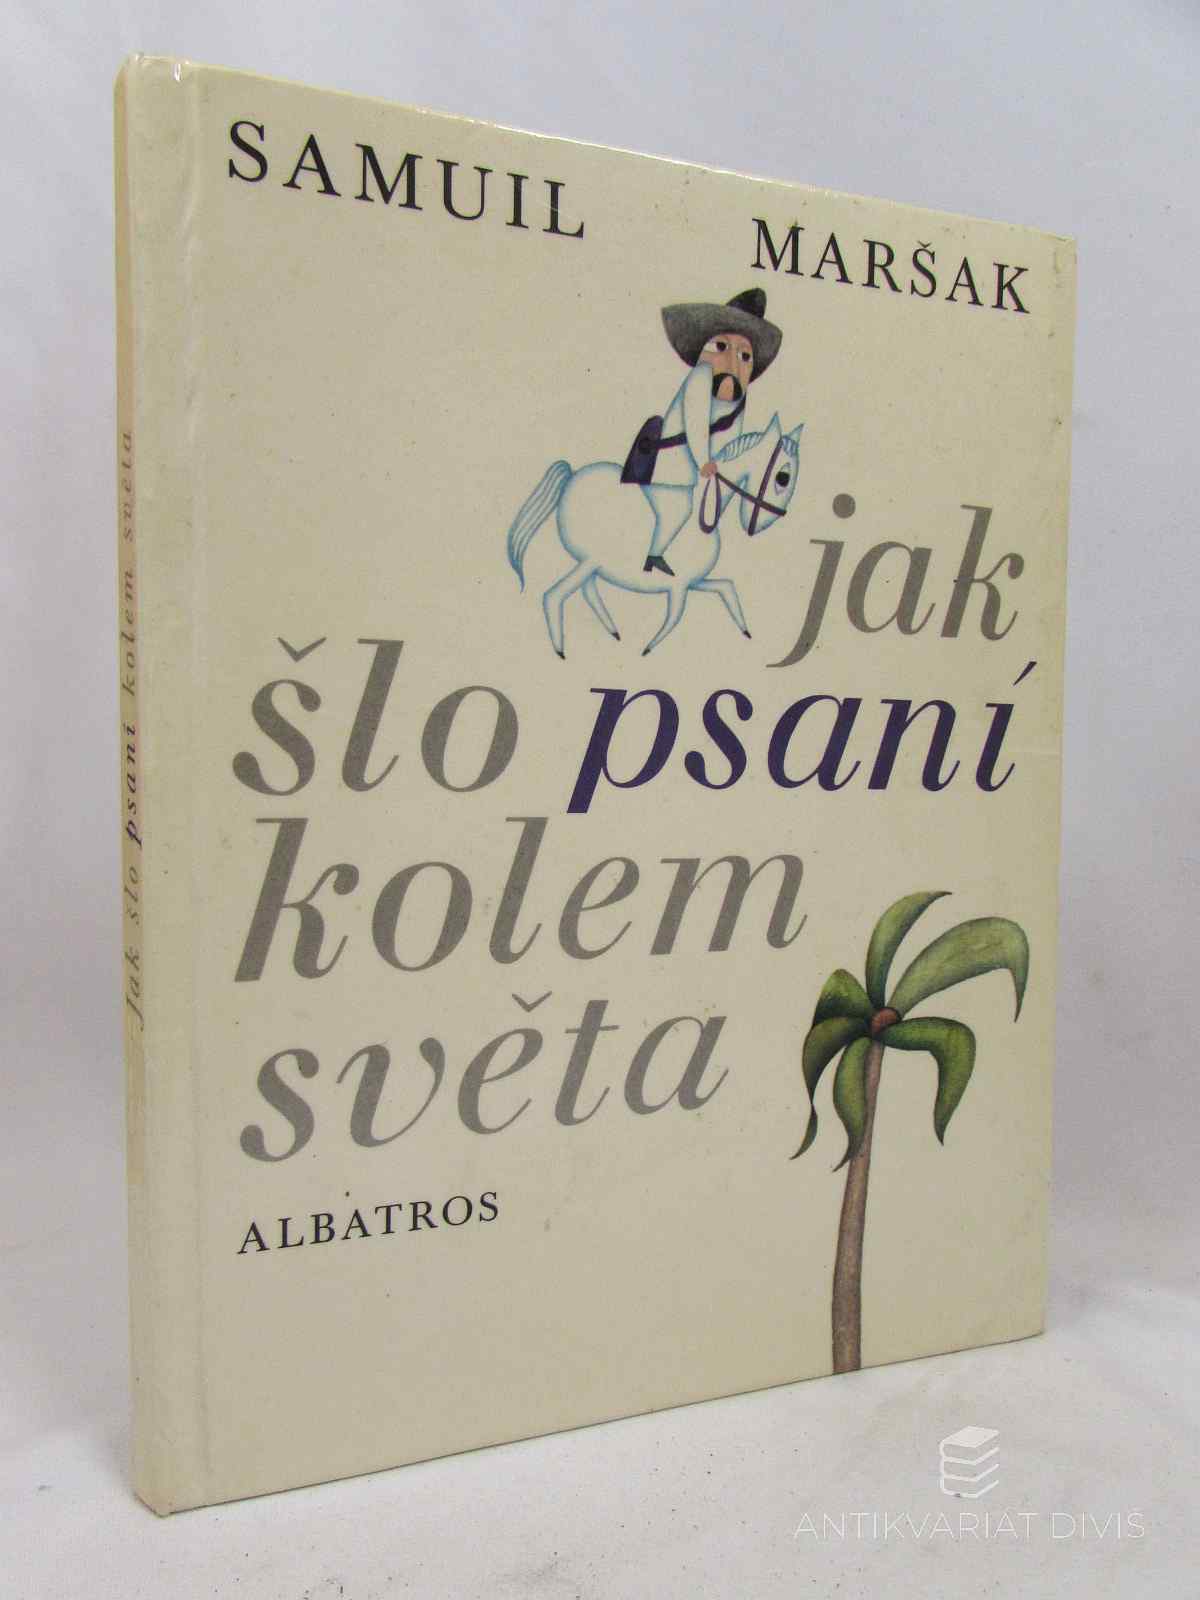 SAMUIL MARŠAK
jak
šlo psaní
kolem
světa
ALBATROS
Jak šlo psaní kolem světa
ANTIKVARIÁT DIVIŠ